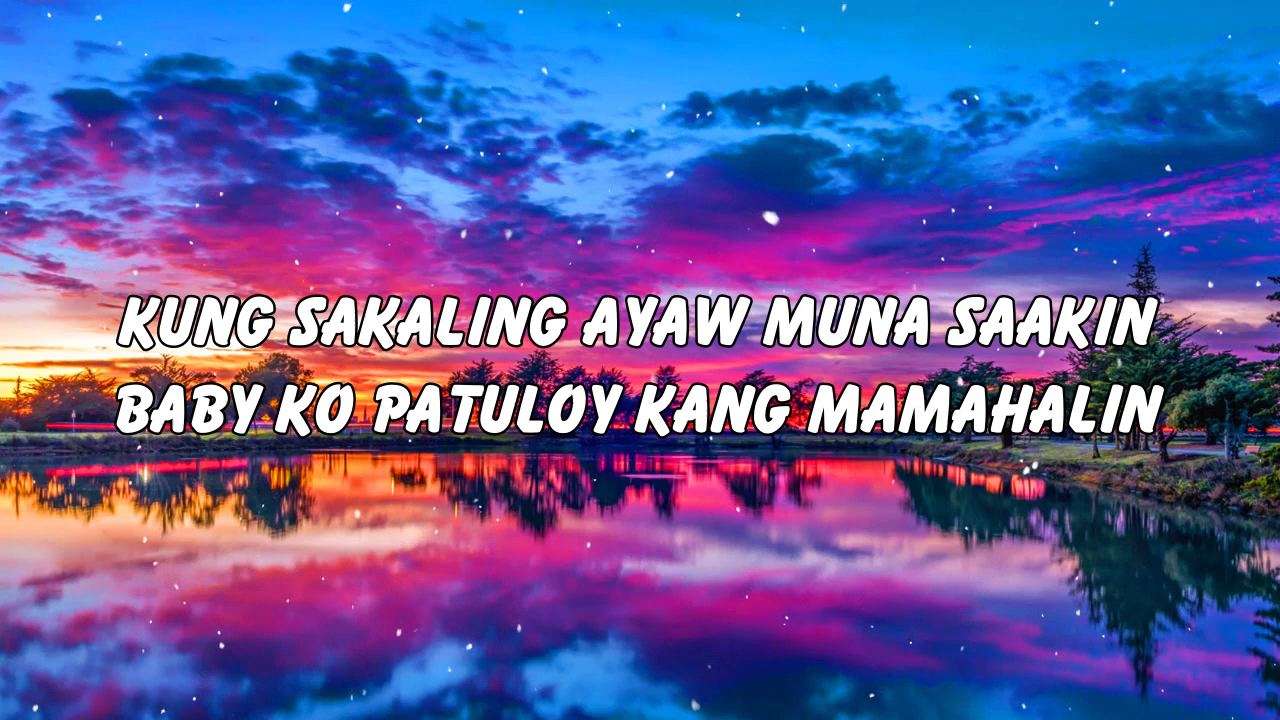 KUNG SAKALING AYAW MUNA SAAKIN
BABY KO PATULOY KANG MAMAHALIN